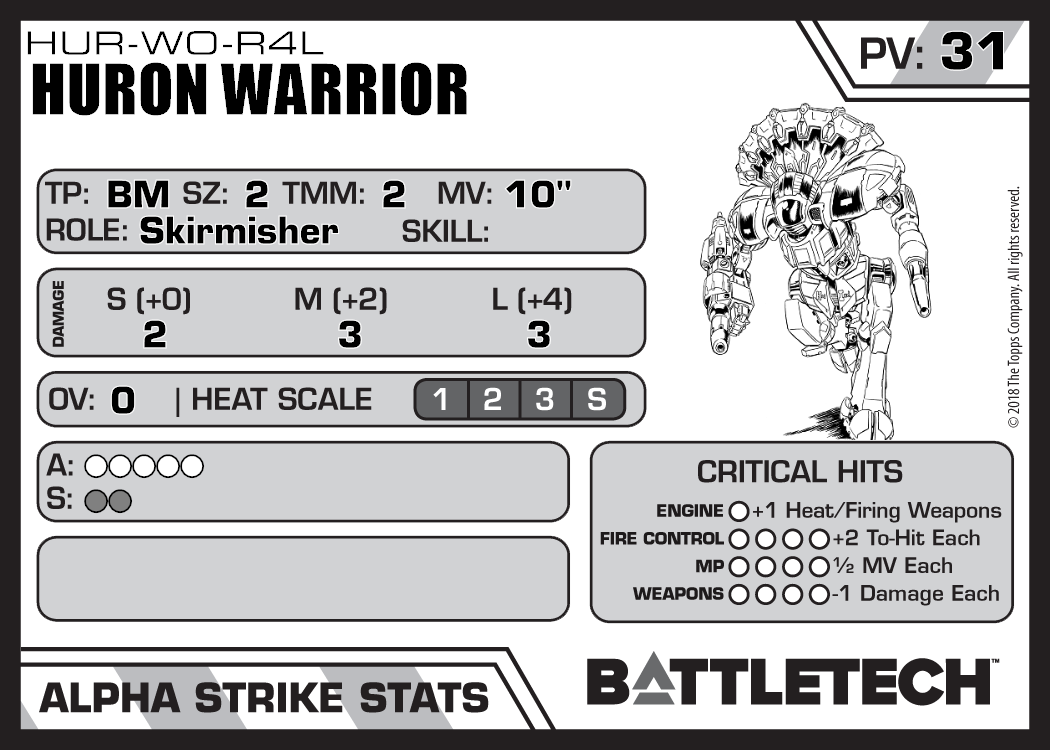 HUR-WO-R4L
HURON WARRIOR
PV: 31
TP: BM SZ: 2 TMM: 2 MV: 10"
ROLE: Skirmisher SKILL:
DAMAGE
S (+0) M (+2) L (+4)
2 3 3
OV: 0 | HEAT SCALE 1 2 3 S
A:
S:
© 2018 The Topps Company. All rights reserved.
CRITICAL HITS
ENGINE +1 Heat/Firing Weapons
FIRE CONTROL +2 To-Hit Each
MP ½ MV Each
WEAPONS -1 Damage Each
ALPHA STRIKE STATS
BATTLETECH™